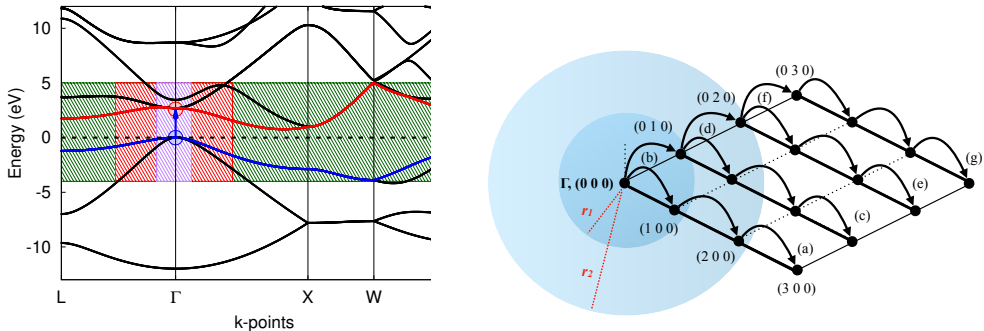 Energy (eV)
10
5
0
-5
-10
L
Γ
X
W
k-points
(0 3 0)
(0 2 0)
(f)
(0 1 0)
(d)
(b)
(g)
Γ, (0 0 0)
(e)
r1
(1 0 0)
(c)
(2 0 0)
(a)
r2
(3 0 0)